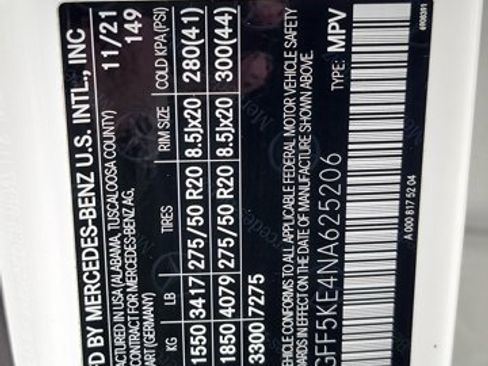 D BY MERCEDES-BENZ U.S. INTL., INC
FACTURED IN USA (ALABAMA, TUSCALOOSA COUNTY) 11/21
CONTRACT FOR MERCEDES-BENZ AG, 149
ART (GERMANY)
KG LB TIRES RIM SIZE COLD KPA (PSI)
1550 3417 275/50 R20 8.5Jx20 280(41)
1850 4079 275/50 R20 8.5Jx20 300(44)
3300 7275
VEHICLE CONFORMS TO ALL APPLICABLE FEDERAL MOTOR VEHICLE SAFETY
ARDS IN EFFECT ON THE DATE OF MANUFACTURE SHOWN ABOVE.
GFF5KE4NA625206 TYPE: MPV
A 000 817 52 04